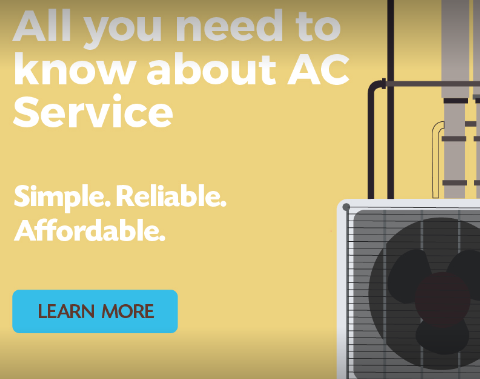 All you need to
know about AC
Service
Simple. Reliable.
Affordable.
LEARN MORE